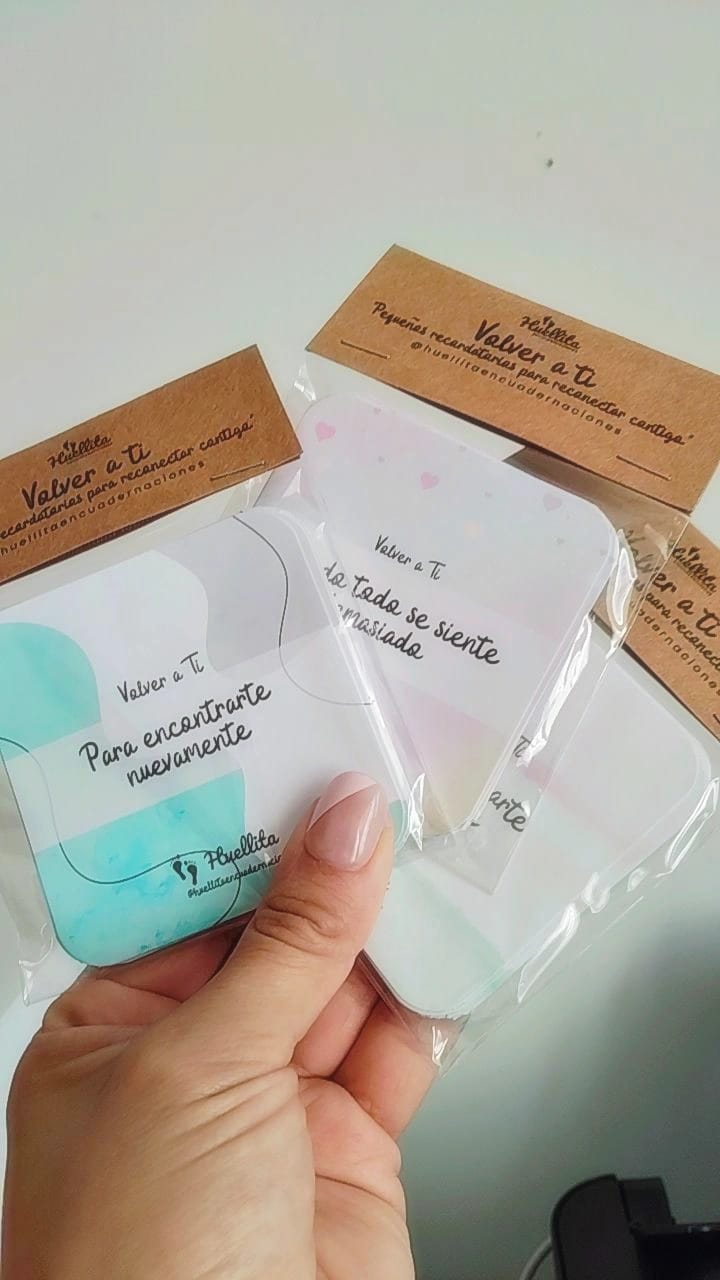 Huellita
Volver a ti
recordatorios para reconectar contigo"
huellitaencuadernaciones
Huellita
Volver a ti
Pequeños recordatorios para reconectar contigo"
@huellitaencuadernaciones
Volver a Ti
todo se siente
demasiado
Volver a Ti
Para encontrarte
nuevamente
Huellita